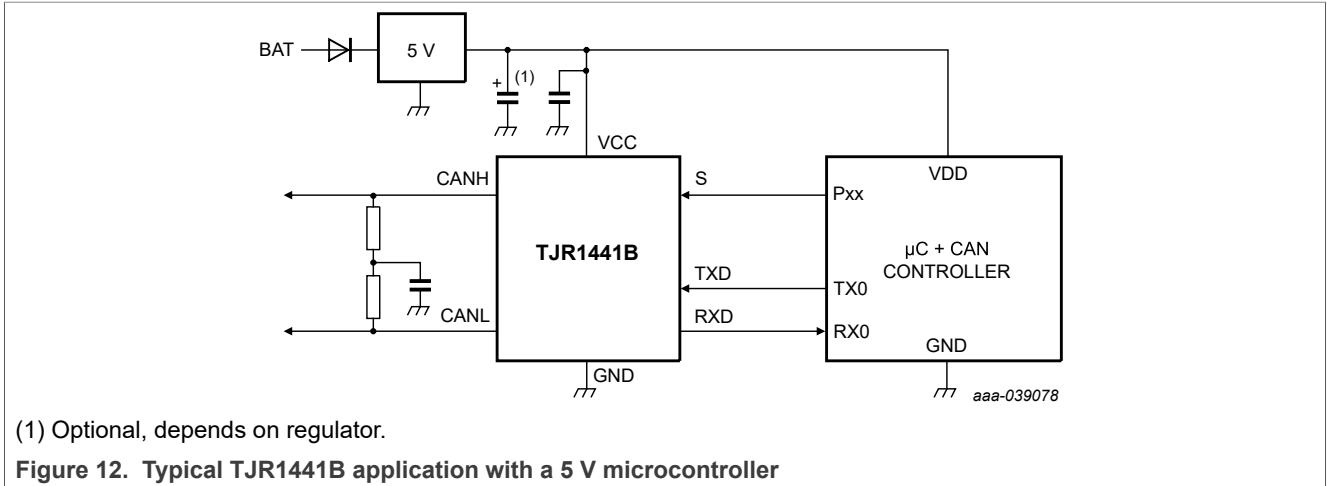 BAT
5 V
+
(1)
VCC
CANH
S
Pxx
VDD
TJR1441B
µC + CAN
CONTROLLER
TXD
TX0
CANL
RXD
RX0
GND
GND
aaa-039078
(1) Optional, depends on regulator.
Figure 12. Typical TJR1441B application with a 5 V microcontroller